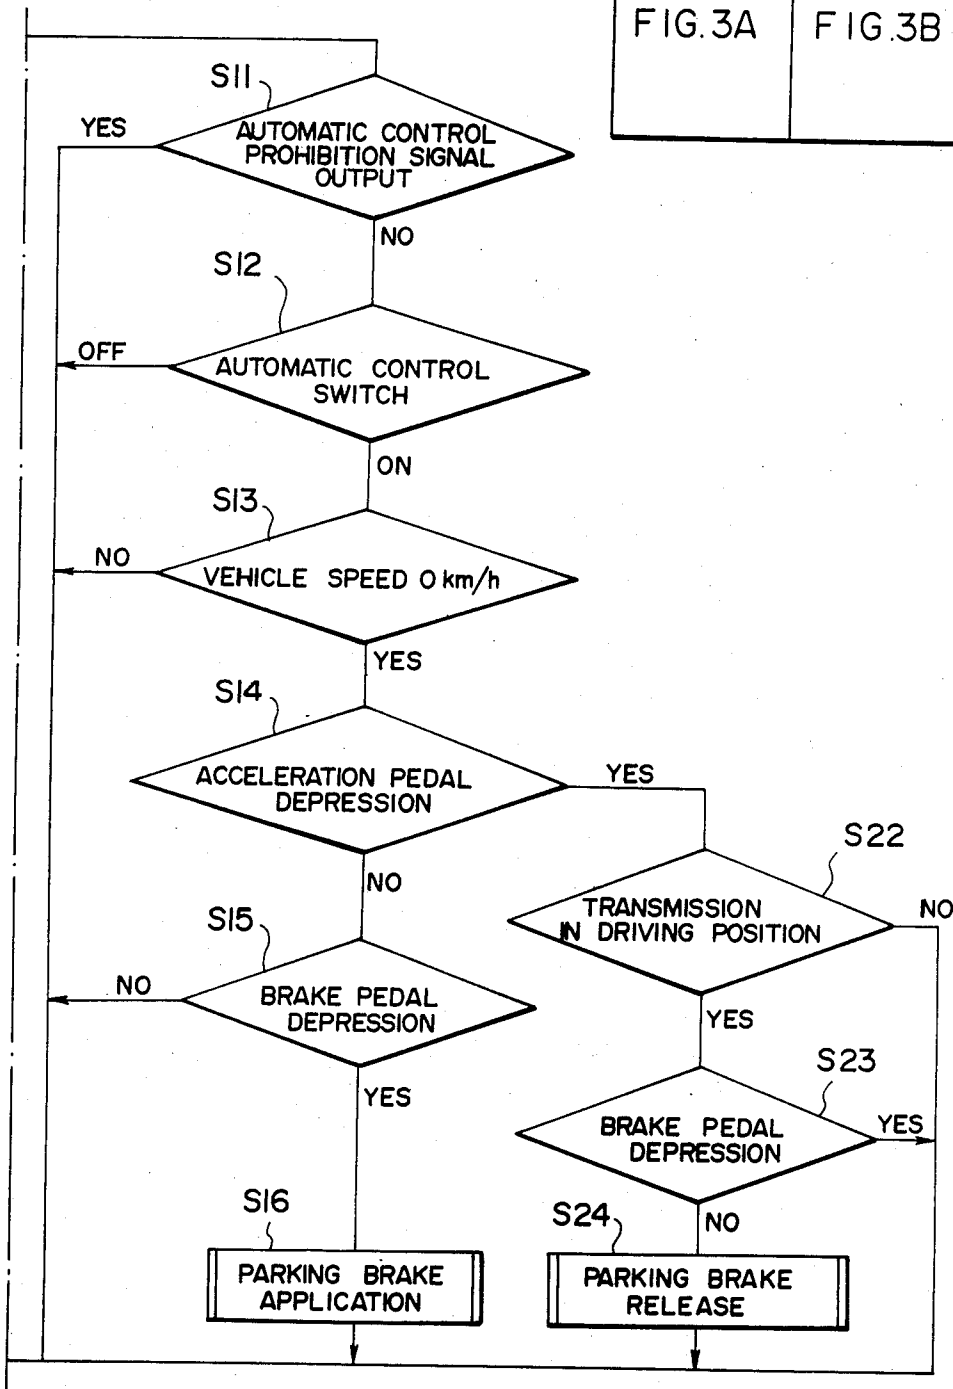 FIG.3A FIG.3B
S11
YES
AUTOMATIC CONTROL
PROHIBITION SIGNAL
OUTPUT
NO
S12
OFF
AUTOMATIC CONTROL
SWITCH
ON
S13
NO
VEHICLE SPEED 0 km/h
YES
S14
ACCELERATION PEDAL
DEPRESSION
YES
NO
S22
TRANSMISSION
IN DRIVING POSITION
NO
YES
S15
NO
BRAKE PEDAL
DEPRESSION
YES
S23
BRAKE PEDAL
DEPRESSION
YES
NO
S16
PARKING BRAKE
APPLICATION
S24
PARKING BRAKE
RELEASE